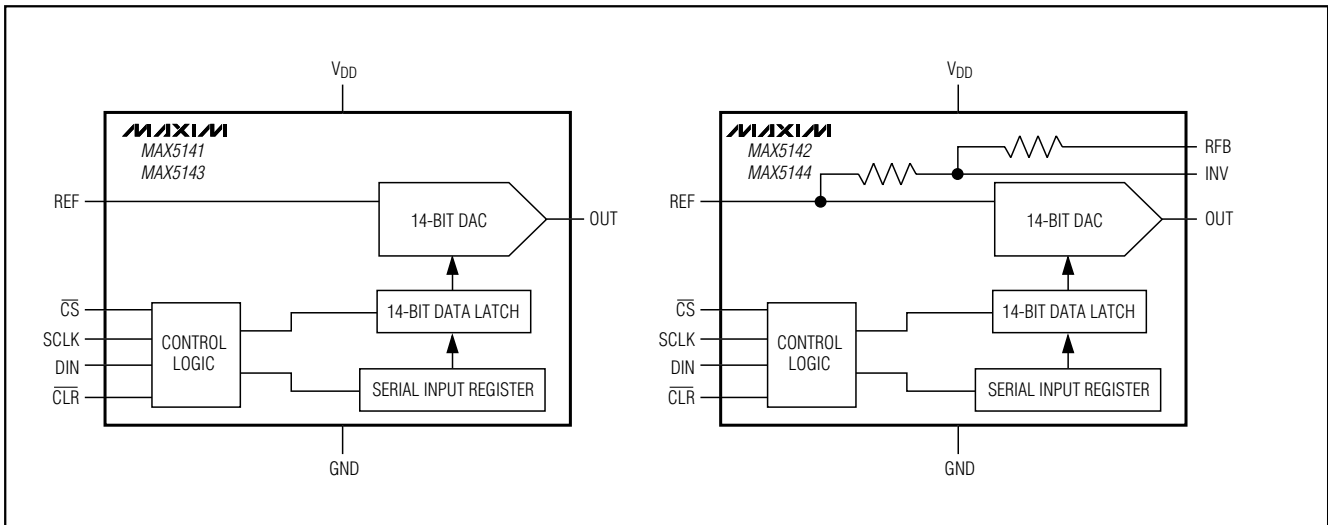 VDD
MAXIM
MAX5141
MAX5143
REF
14-BIT DAC
OUT
CS
SCLK
DIN
CLR
CONTROL
LOGIC
14-BIT DATA LATCH
SERIAL INPUT REGISTER
GND
VDD
MAXIM
MAX5142
MAX5144
RFB
INV
REF
14-BIT DAC
OUT
CS
SCLK
DIN
CLR
CONTROL
LOGIC
14-BIT DATA LATCH
SERIAL INPUT REGISTER
GND